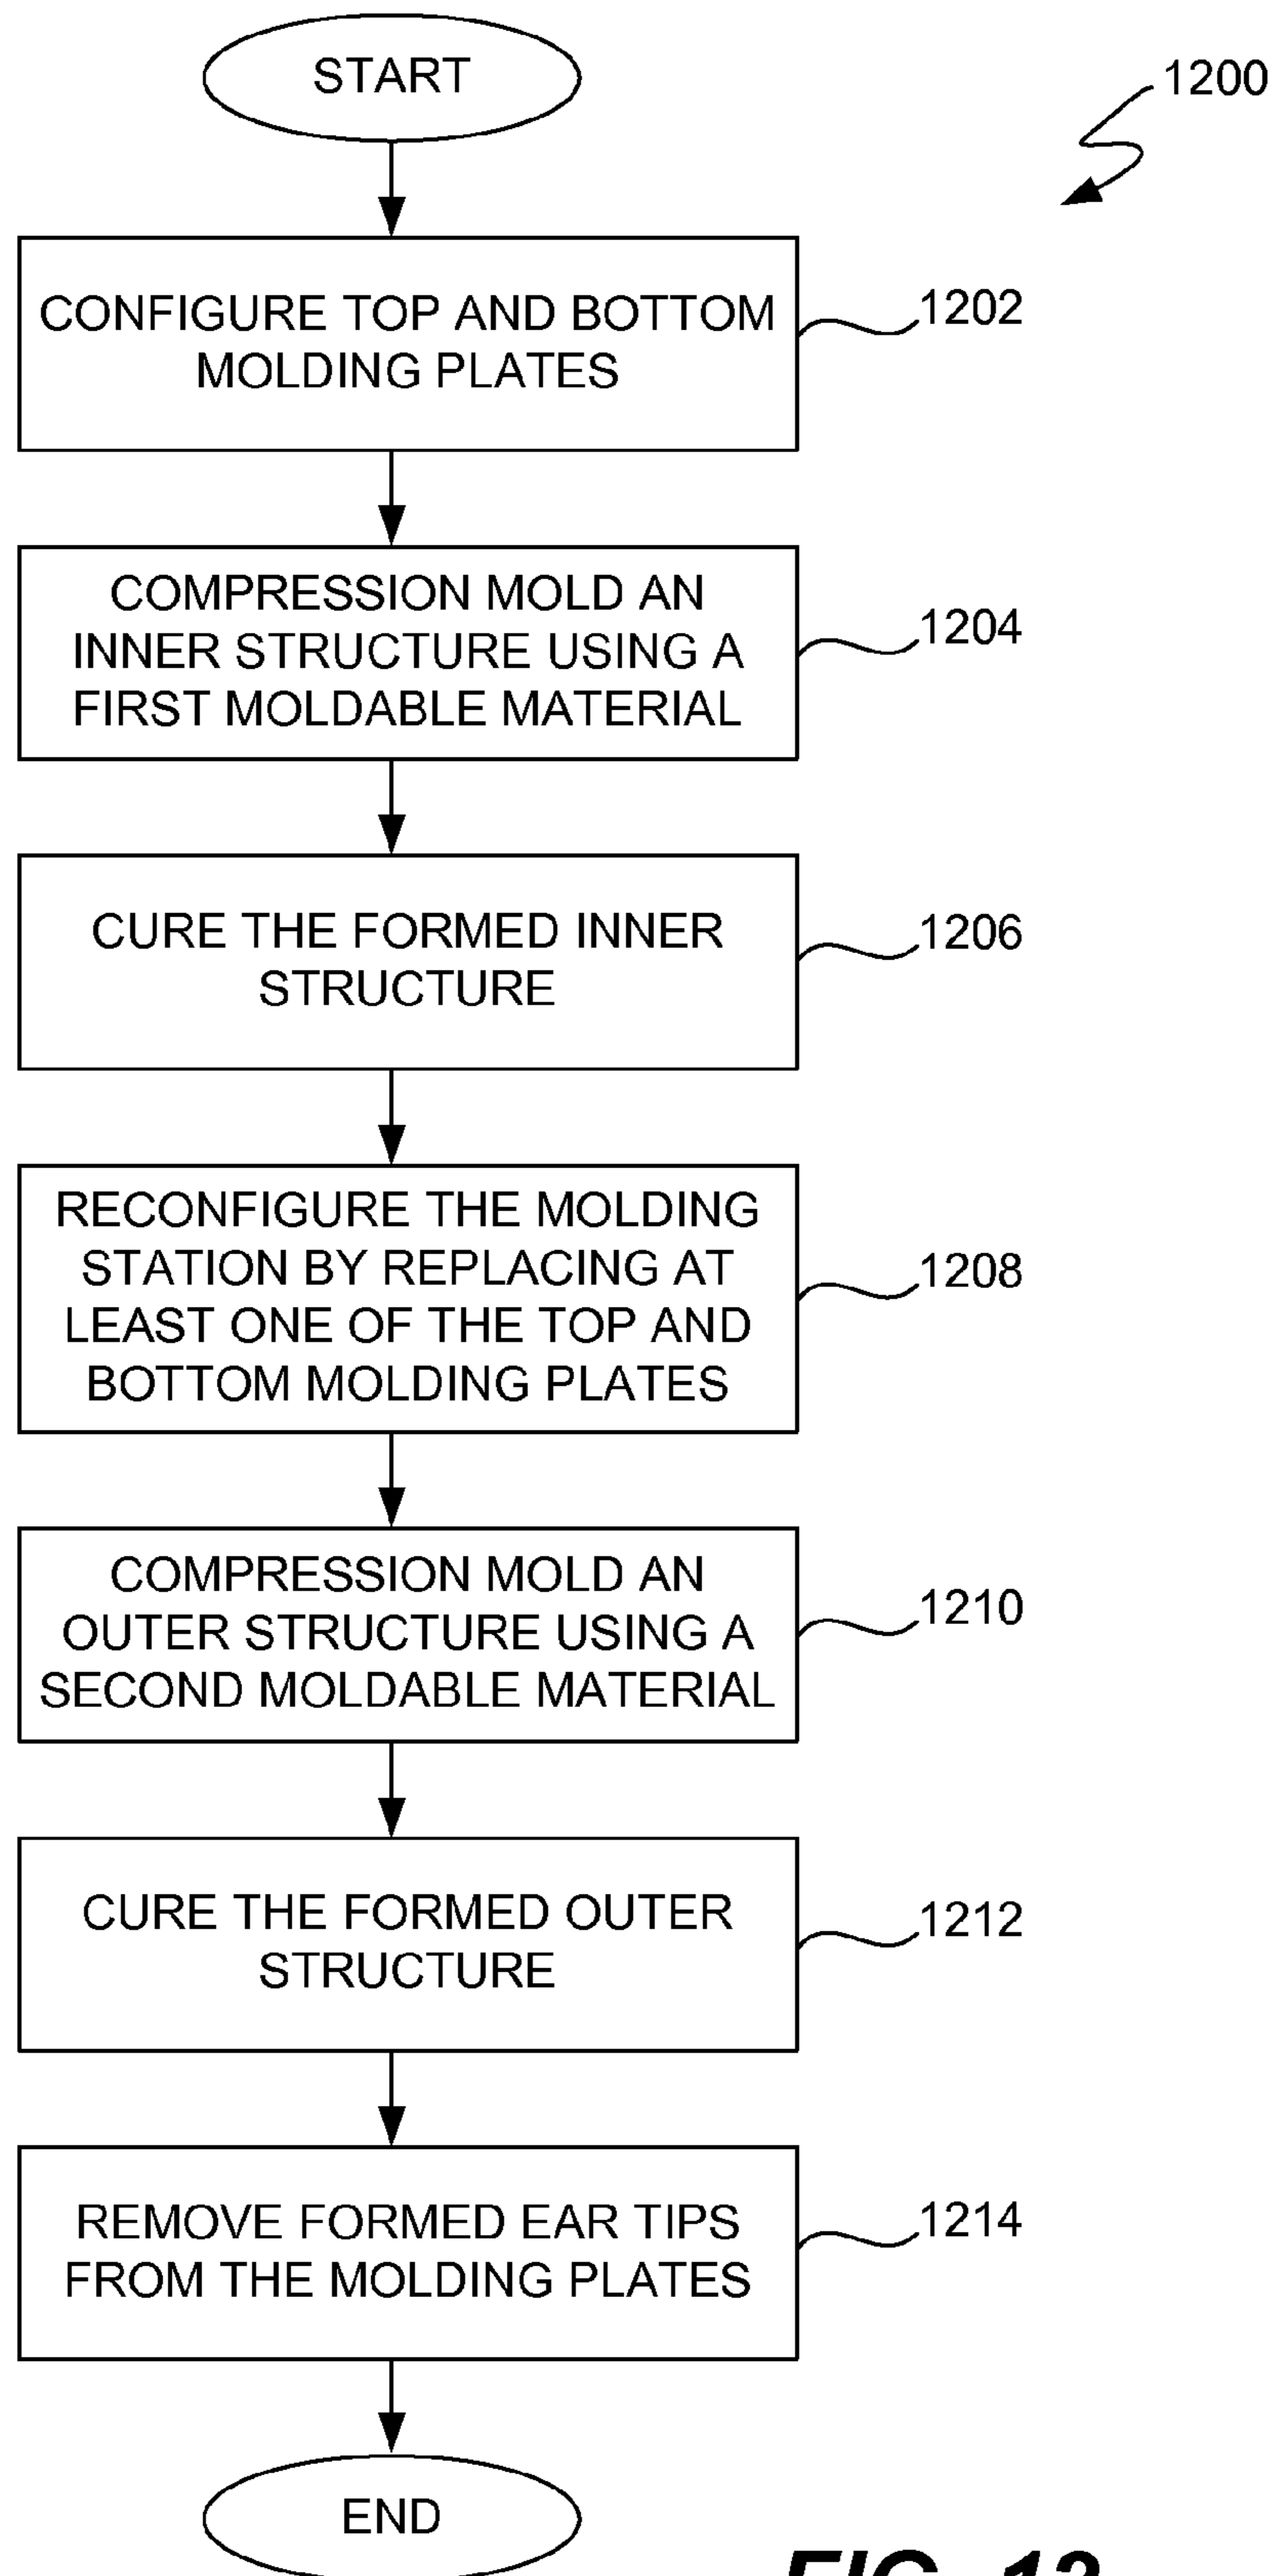 START
1200
CONFIGURE TOP AND BOTTOM
MOLDING PLATES
1202
COMPRESSION MOLD AN
INNER STRUCTURE USING A
FIRST MOLDABLE MATERIAL
1204
CURE THE FORMED INNER
STRUCTURE
1206
RECONFIGURE THE MOLDING
STATION BY REPLACING AT
LEAST ONE OF THE TOP AND
BOTTOM MOLDING PLATES
1208
COMPRESSION MOLD AN
OUTER STRUCTURE USING A
SECOND MOLDABLE MATERIAL
1210
CURE THE FORMED OUTER
STRUCTURE
1212
REMOVE FORMED EAR TIPS
FROM THE MOLDING PLATES
1214
END
FIG.